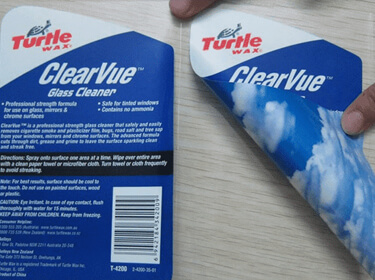 Turtle
WAX®
ClearVue™
Glass Cleaner
• Professional strength formula
for use on glass, mirrors &
chrome surfaces
• Safe for tinted windows
• Contains no ammonia
ClearVue™ is a professional strength glass cleaner that safely and easily
removes cigarette smoke and plasticizer film, bugs, road salt and tree sap
from your windows, mirrors and chrome surfaces. The advanced formula
cuts through dirt, grease and grime to leave the surface sparkling clean
and streak free.
Directions: Spray onto surface one area at a time. Wipe over entire area
with a clean paper towel or microfiber cloth. Turn towel or cloth frequently
to avoid streaking.
Note: For best results, surface should be cool to
the touch. Do not use on painted surfaces, wood
or plastic.
CAUTION: Eye irritant. In case of eye contact, flush
thoroughly with water for 15 minutes.
KEEP AWAY FROM CHILDREN. Keep from freezing.
Consumer Helpline:
T-4206
Turtle
WAX®
ClearVue™